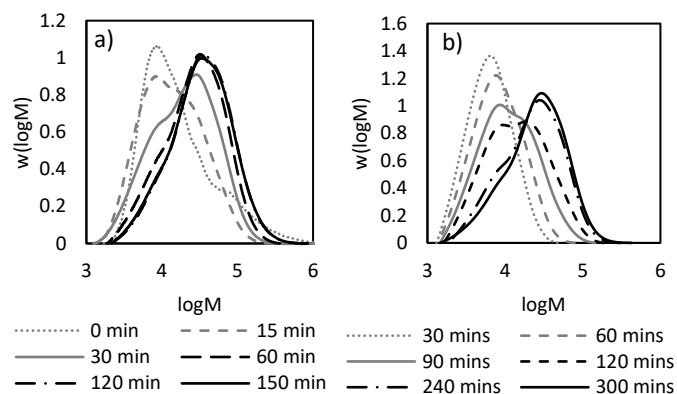 a)
w(logM)
1.2
1
0.8
0.6
0.4
0.2
0
3 4 5 6
logM
0 min 15 min
30 min 60 min
120 min 150 min
b)
w(logM)
1.6
1.4
1.2
1
0.8
0.6
0.4
0.2
0
3 4 5 6
logM
30 mins 60 mins
90 mins 120 mins
240 mins 300 mins